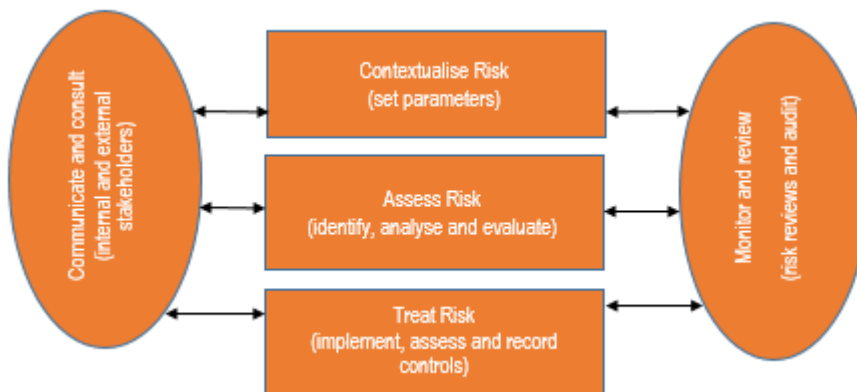 Communicate and consult
(internal and external
stakeholders)
Contextualise Risk
(set parameters)
Assess Risk
(identify, analyse and evaluate)
Treat Risk
(implement, assess and record
controls)
Monitor and review
(risk reviews and audit)